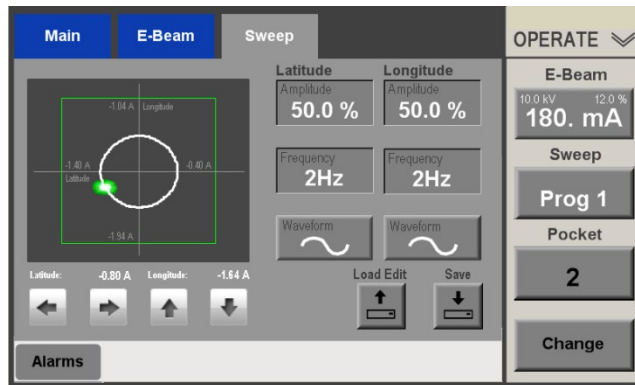 Main
E-Beam
Sweep
-1.04 A
Longitude
-1.40 A
Latitude
-0.40 A
-1.94 A
Latitude:
-0.80 A
Longitude:
-1.64 A
Latitude
Longitude
Amplitude
50.0 %
Amplitude
50.0 %
Frequency
2Hz
Frequency
2Hz
Waveform
Waveform
Load Edit
Save
Alarms
OPERATE
E-Beam
10.0 kV
12.0 %
180. mA
Sweep
Prog 1
Pocket
2
Change